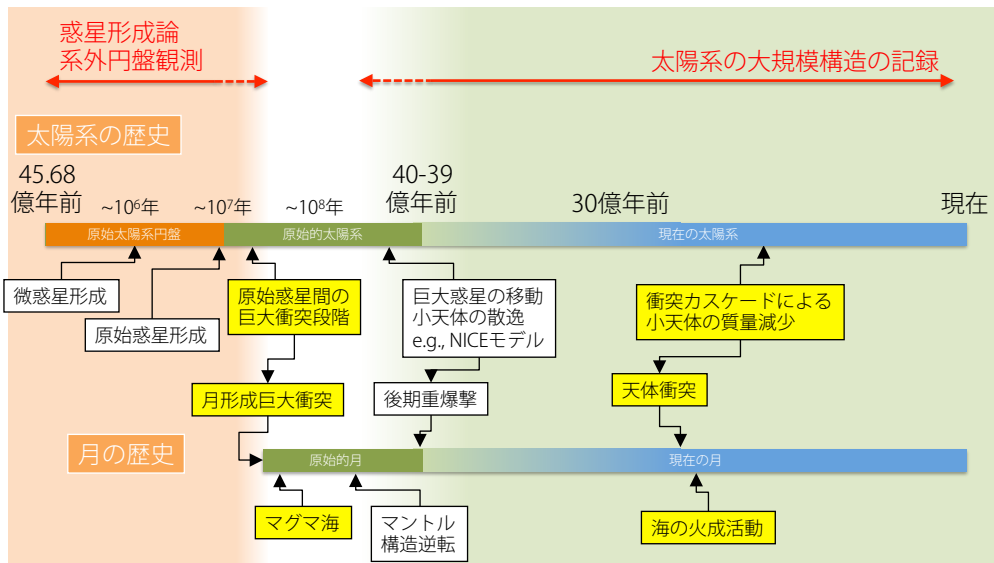 惑星形成論
系外円盤観測
太陽系の大規模構造の記録
太陽系の歴史
45.68
億年前
~10⁶年
~10⁷年
~10⁸年
40-39
億年前
30億年前
現在
原始太陽系円盤
原始的太陽系
現在の太陽系
微惑星形成
原始惑星形成
原始惑星間の
巨大衝突段階
巨大惑星の移動
小天体の散逸
e.g., NICEモデル
衝突カスケードによる
小天体の質量減少
月形成巨大衝突
後期重爆撃
天体衝突
月の歴史
原始的月
現在の月
マグマ海
マントル
構造逆転
海の火成活動